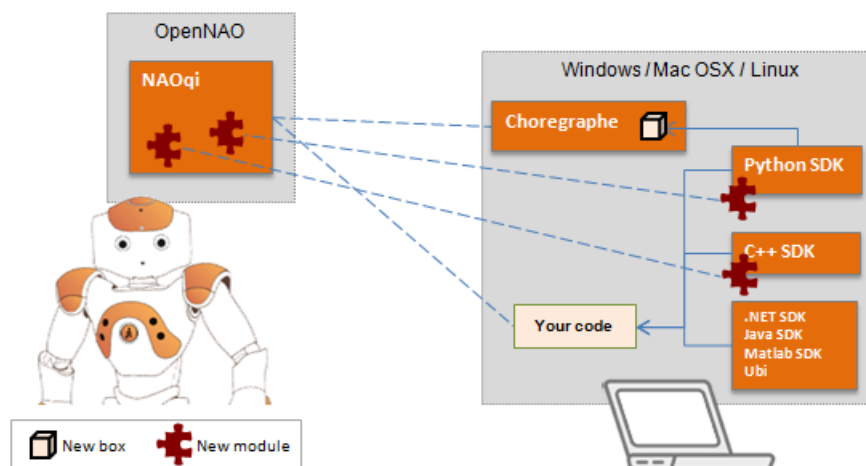 OpenNAO
NAOqi
Windows / Mac OSX / Linux
Choregraphe
Python SDK
C++ SDK
Your code
.NET SDK
Java SDK
Matlab SDK
Ubi
New box
New module